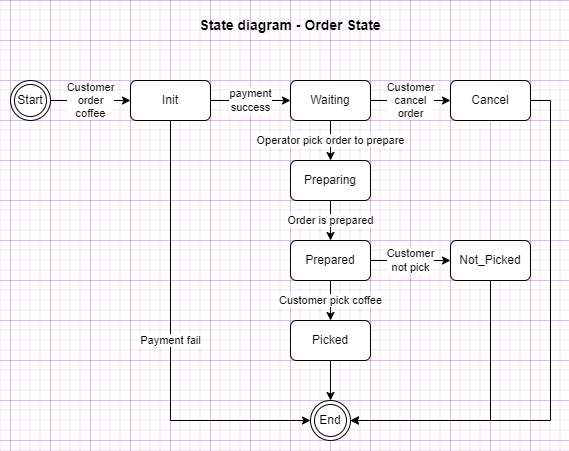 State diagram - Order State
Start
Customer
order
coffee
Init
payment
success
Waiting
Customer
cancel
order
Cancel
Operator pick order to prepare
Preparing
Order is prepared
Prepared
Customer
not pick
Not_Picked
Customer pick coffee
Payment fail
Picked
End